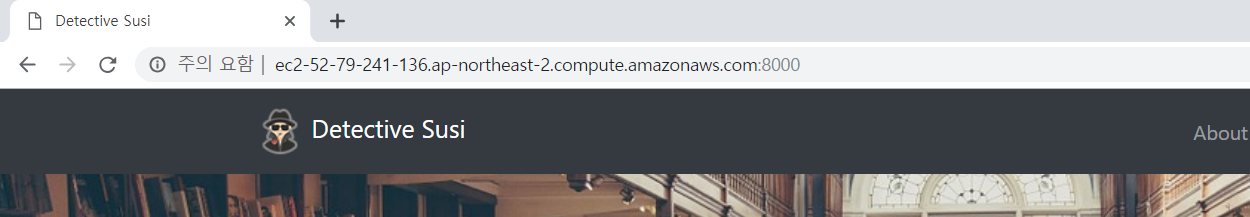 Detective Susi
주의 요함 | ec2-52-79-241-136.ap-northeast-2.compute.amazonaws.com:8000
Detective Susi
About